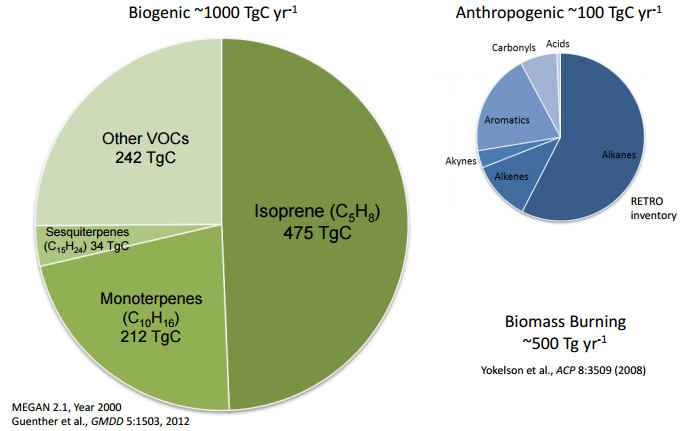 Biogenic ~1000 TgC yr⁻¹
Other VOCs
242 TgC
Isoprene (C₅H₈)
475 TgC
Sesquiterpenes
(C₁₅H₂₄) 34 TgC
Monoterpenes
(C₁₀H₁₆)
212 TgC
MEGAN 2.1, Year 2000
Guenther et al., GMDD 5:1503, 2012
Anthropogenic ~100 TgC yr⁻¹
Carbonyls
Acids
Aromatics
Akynes
Alkenes
Alkanes
RETRO
inventory
Biomass Burning
~500 Tg yr⁻¹
Yokelson et al., ACP 8:3509 (2008)